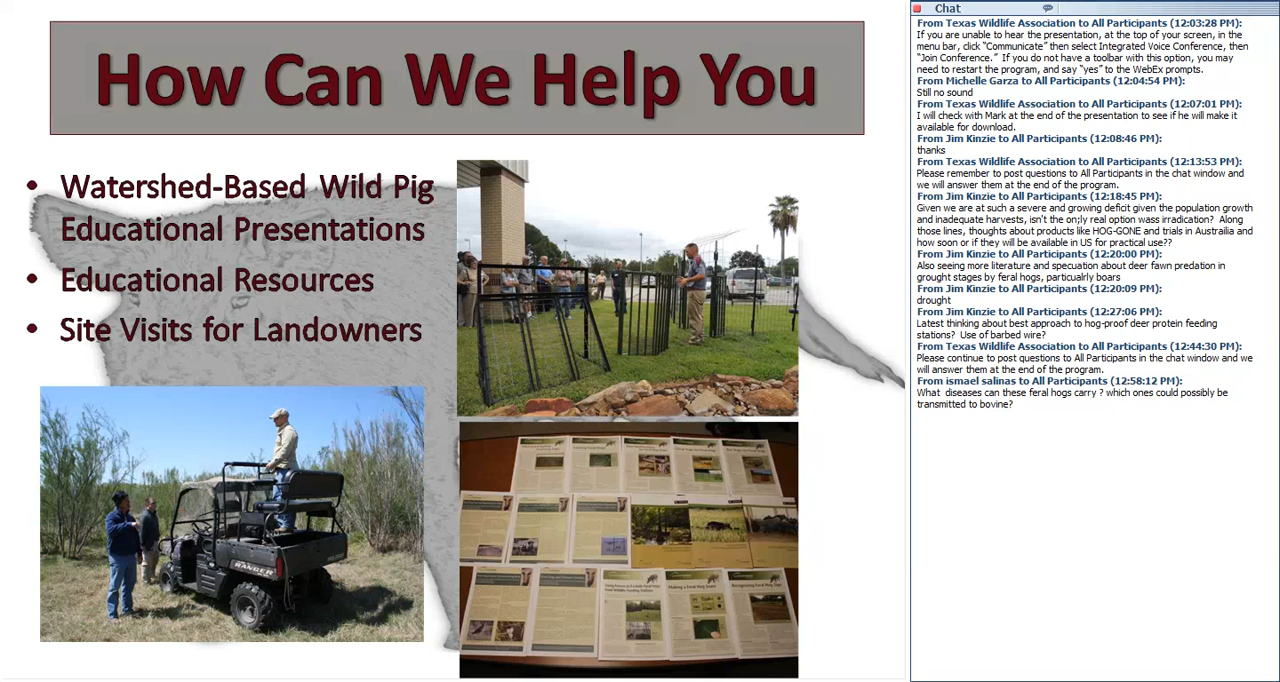 How Can We Help You
• Watershed-Based Wild Pig
Educational Presentations
• Educational Resources
• Site Visits for Landowners
RANGER
Making a Feral Hog Snare
Chat
From Texas Wildlife Association to All Participants (12:03:28 PM):
If you are unable to hear the presentation, at the top of your screen, in the
menu bar, click “Communicate” then select Integrated Voice Conference, then
“Join Conference.” If you do not have a toolbar with this option, you may
need to restart the program, and say “yes” to the WebEx prompts.
From Michelle Garza to All Participants (12:04:54 PM):
Still no sound
From Texas Wildlife Association to All Participants (12:07:01 PM):
I will check with Mark at the end of the presentation to see if he will make it
available for download.
From Jim Kinzie to All Participants (12:08:46 PM):
thanks
From Texas Wildlife Association to All Participants (12:13:53 PM):
Please remember to post questions to All Participants in the chat window and
we will answer them at the end of the program.
From Jim Kinzie to All Participants (12:18:45 PM):
Given we are at such a severe and growing deficit given the population growth
and inadequate harvests, isn't the on;ly real option wass irradication? Along
those lines, thoughts about products like HOG-GONE and trials in Austrailia and
how soon or if they will be available in US for practical use??
From Jim Kinzie to All Participants (12:20:00 PM):
Also seeing more literature and specuation about deer fawn predation in
grought stages by feral hogs, particualrly boars
From Jim Kinzie to All Participants (12:20:09 PM):
drought
From Jim Kinzie to All Participants (12:27:06 PM):
Latest thinking about best approach to hog-proof deer protein feeding
stations? Use of barbed wire?
From Texas Wildlife Association to All Participants (12:44:30 PM):
Please continue to post questions to All Participants in the chat window and we
will answer them at the end of the program.
From ismael salinas to All Participants (12:58:12 PM):
What diseases can these feral hogs carry ? which ones could possibly be
transmitted to bovine?